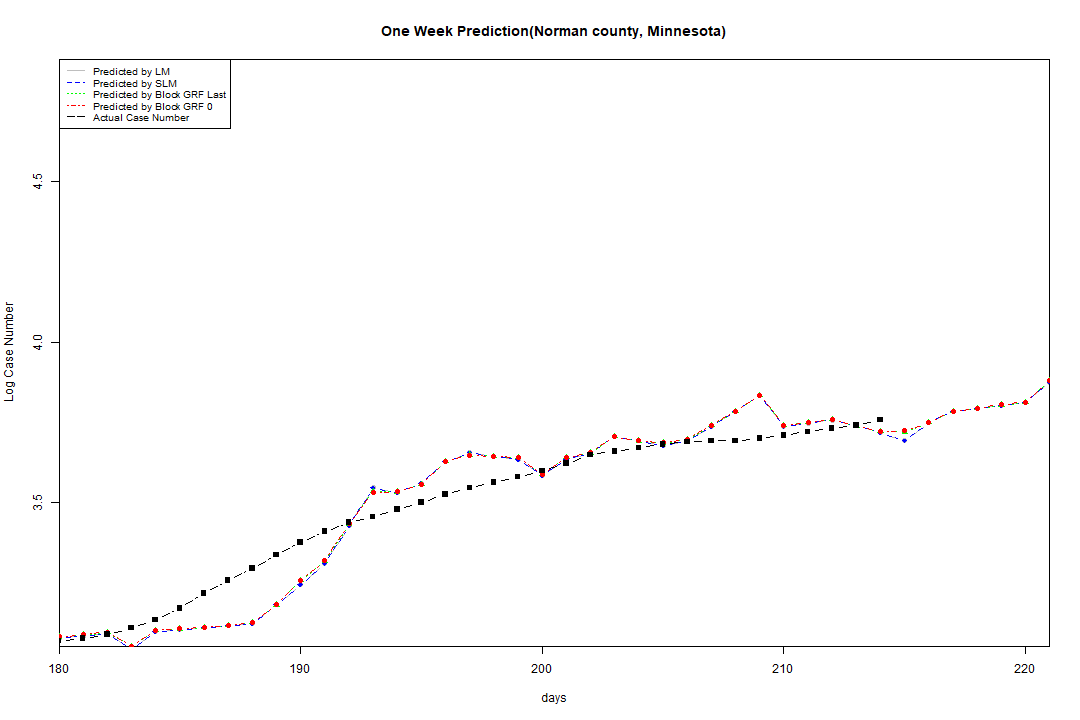 One Week Prediction(Norman county, Minnesota)
Predicted by LM
Predicted by SLM
Predicted by Block GRF Last
Predicted by Block GRF 0
Actual Case Number
4.5
4.0
3.5
Log Case Number
180 190 200 210 220
days